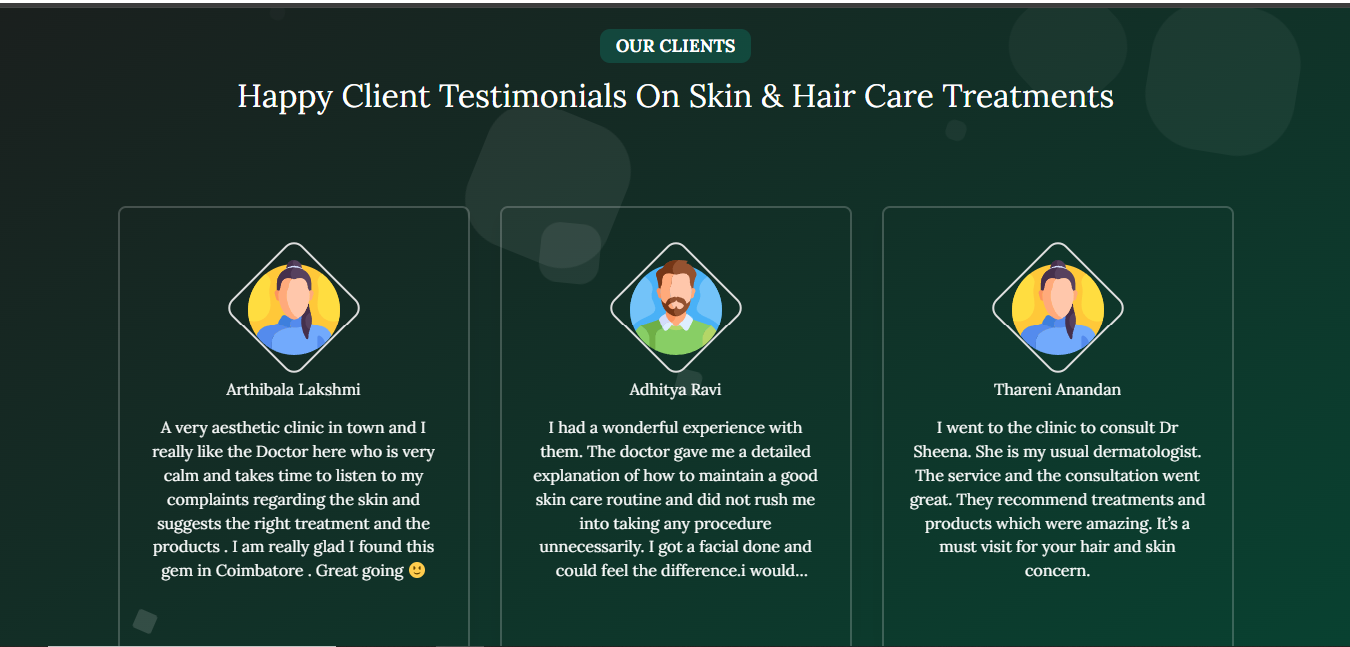 OUR CLIENTS
Happy Client Testimonials On Skin & Hair Care Treatments
Arthibala Lakshmi
A very aesthetic clinic in town and I
really like the Doctor here who is very
calm and takes time to listen to my
complaints regarding the skin and
suggests the right treatment and the
products . I am really glad I found this
gem in Coimbatore . Great going 🙂
Adhitya Ravi
I had a wonderful experience with
them. The doctor gave me a detailed
explanation of how to maintain a good
skin care routine and did not rush me
into taking any procedure
unnecessarily. I got a facial done and
could feel the difference.i would...
Thareni Anandan
I went to the clinic to consult Dr
Sheena. She is my usual dermatologist.
The service and the consultation went
great. They recommend treatments and
products which were amazing. It’s a
must visit for your hair and skin
concern.